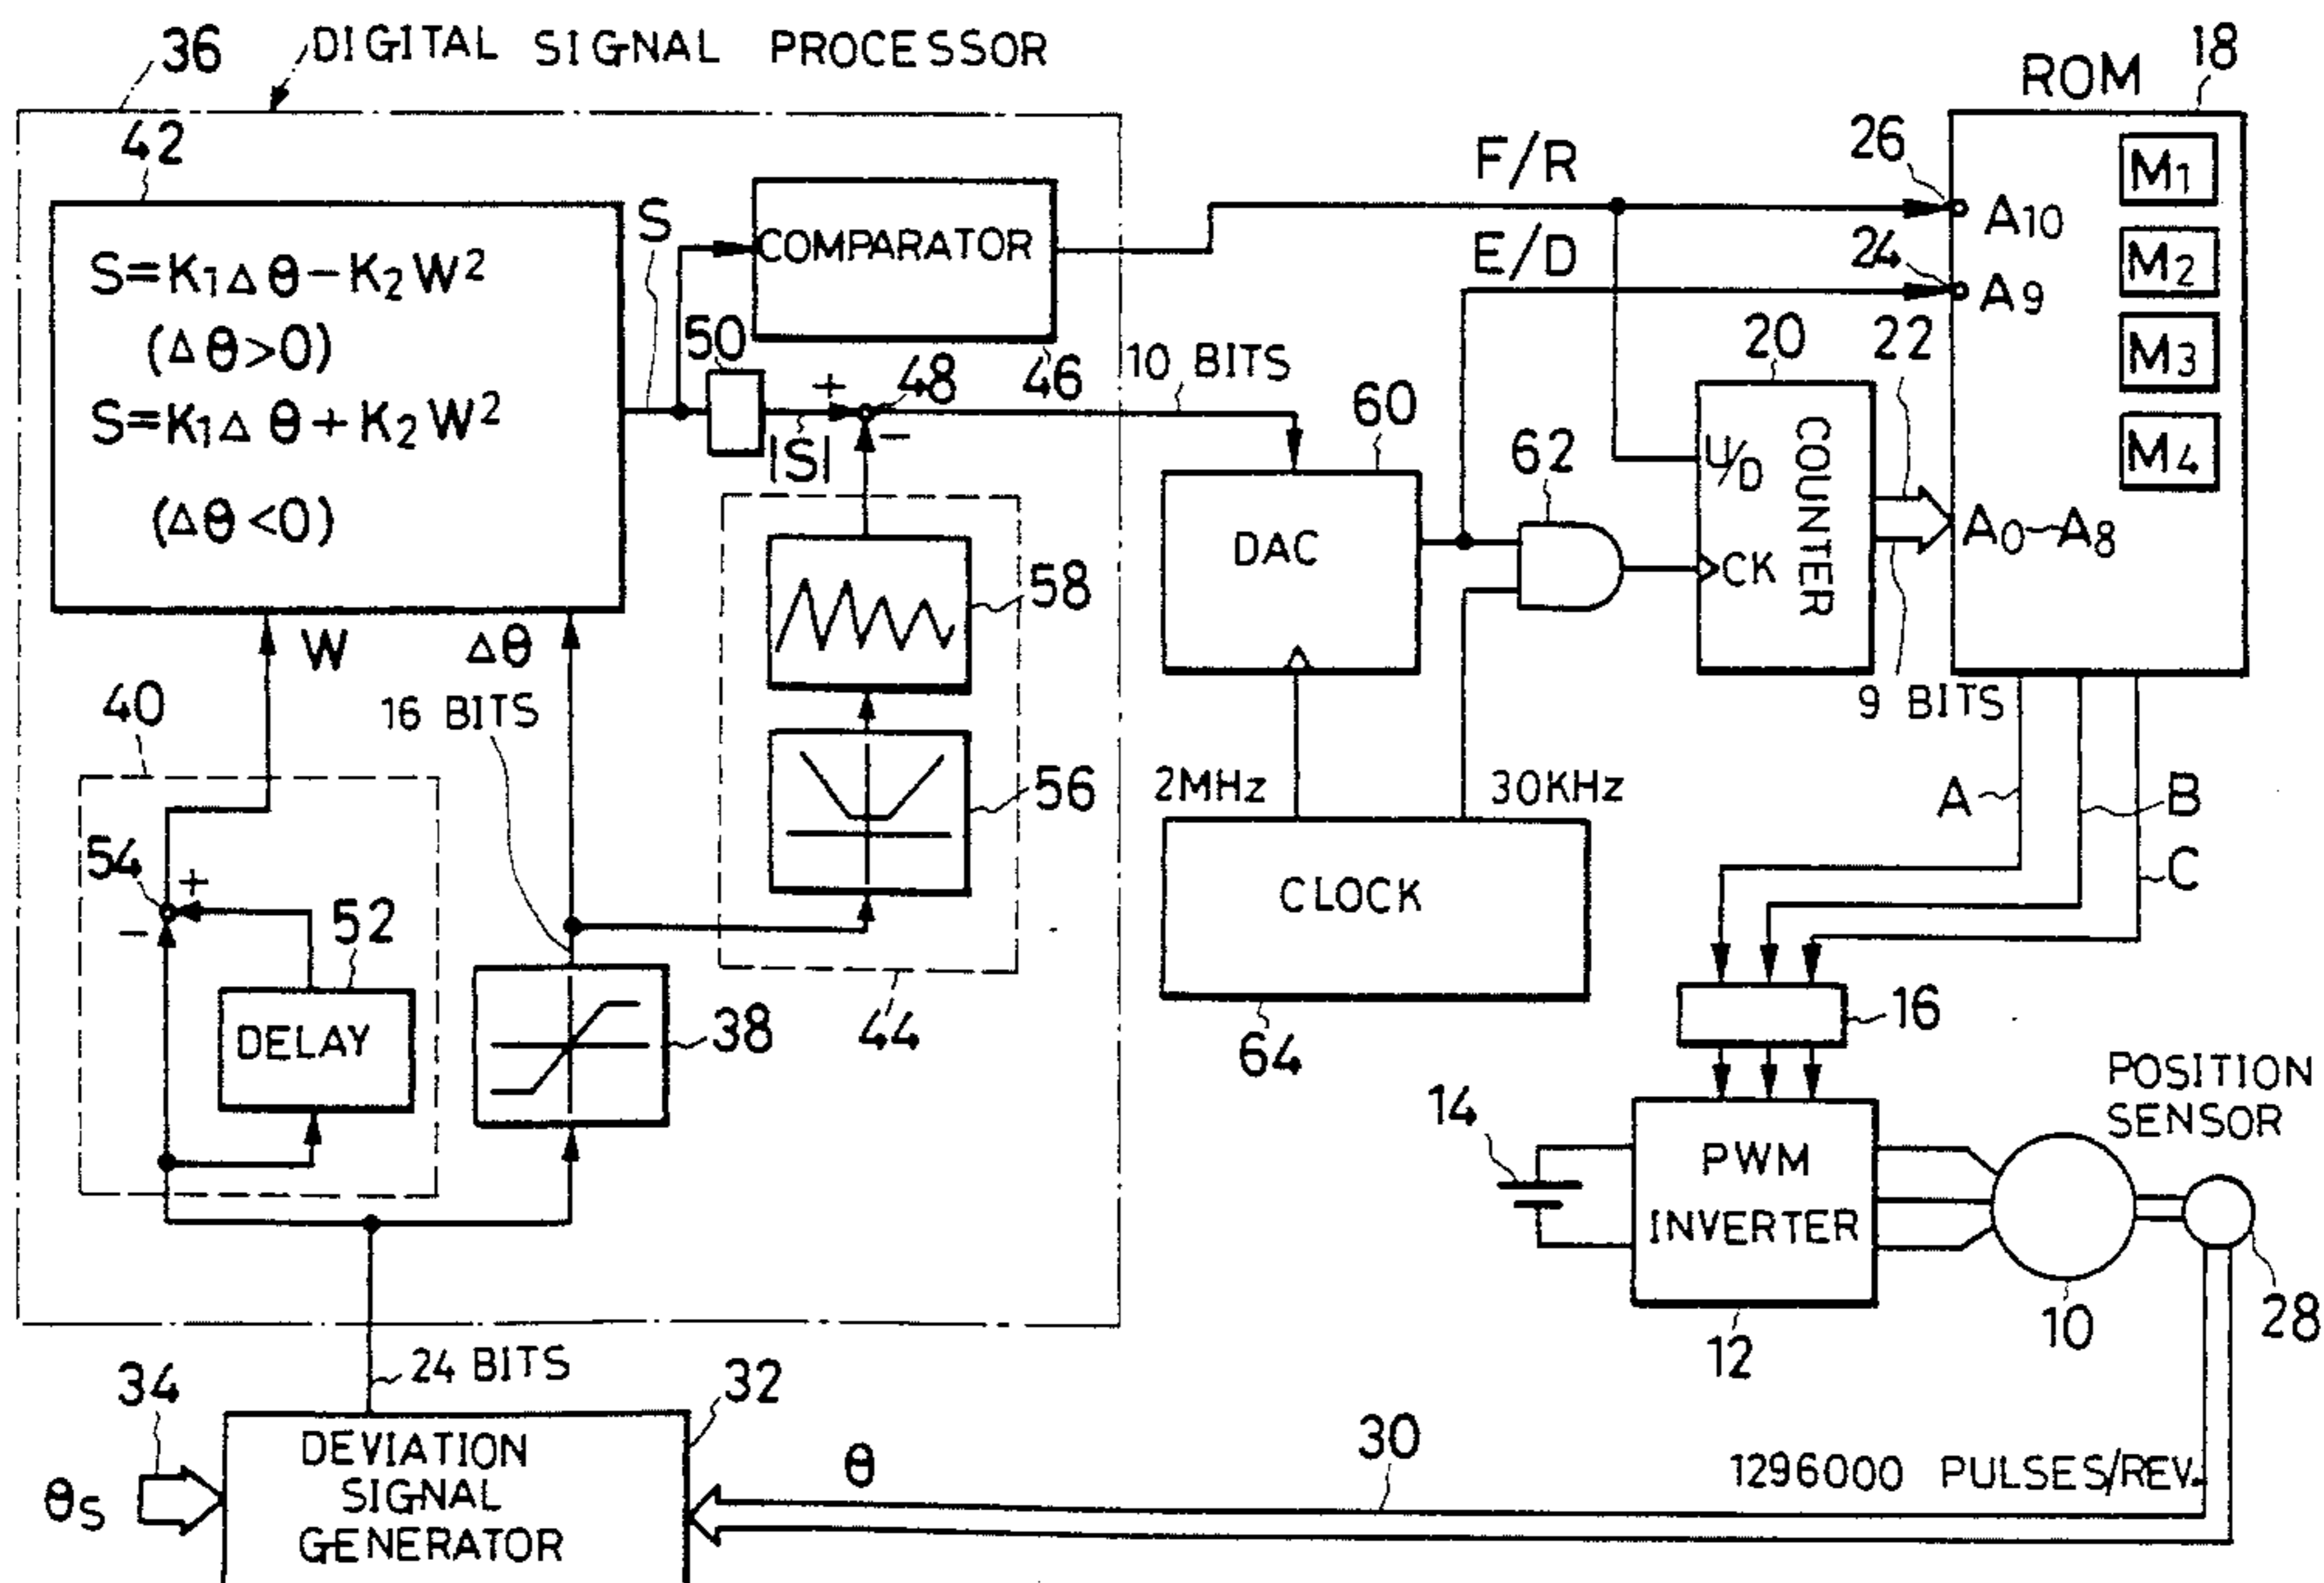 36
DIGITAL SIGNAL PROCESSOR
18
ROM
42
S=K1Δθ-K2W²
(Δθ>0)
S=K1Δθ+K2W²
(Δθ<0)
S
COMPARATOR
46
50
|S|
+
48
-
F/R
E/D
26
A10
24
A9
M1
M2
M3
M4
10 BITS
60
DAC
62
20
22
U/D
COUNTER
CK
A0~A8
9 BITS
58
56
44
W
Δθ
16 BITS
40
54
+
-
52
DELAY
38
2MHz
30KHz
CLOCK
64
A
B
C
16
14
PWM
INVERTER
12
10
POSITION
SENSOR
28
24 BITS
34
θS
32
DEVIATION
SIGNAL
GENERATOR
θ
30
1296000 PULSES/REV.